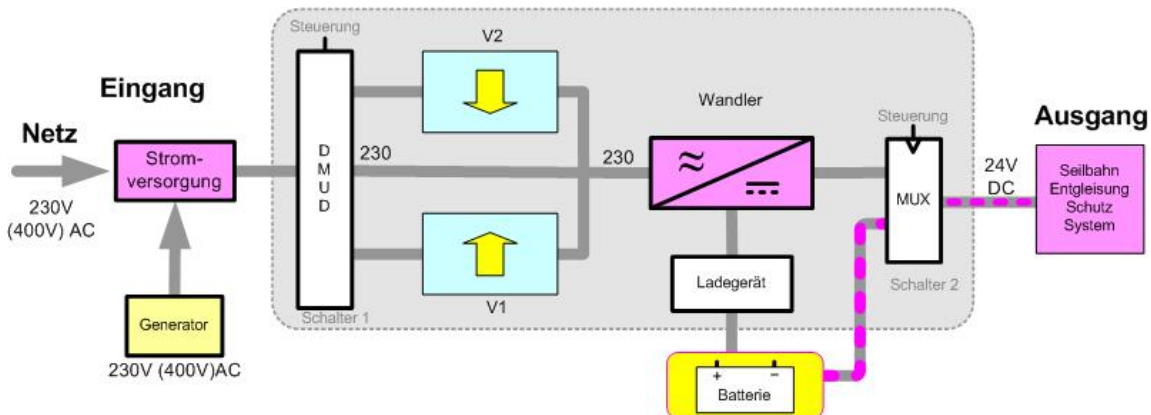 Steuerung
V2
Eingang
Netz
Strom-
versorgung
230V
(400V) AC
Generator
230V (400V)AC
DMUD
Schalter 1
230
230
V1
Wandler
Ladegerät
+ -
Batterie
Steuerung
MUX
Schalter 2
24V
DC
Ausgang
Seilbahn
Entgleisung
Schutz
System